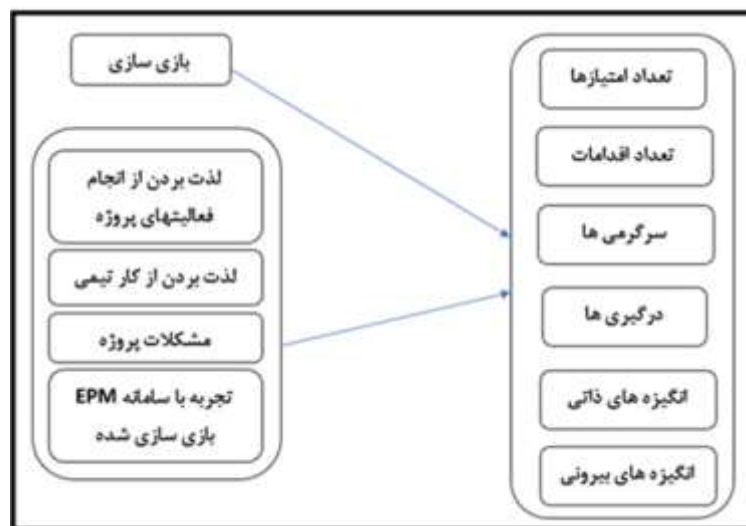 بازی سازی
لذت بردن از انجام
فعالیتهای پروژه
لذت بردن از کار تیمی
مشکلات پروژه
تجربه با سامانه EPM
بازی سازی شده
تعداد امتیازها
تعداد اقدامات
سرگرمی ها
درگیری ها
انگیزه های ذاتی
انگیزه های بیرونی